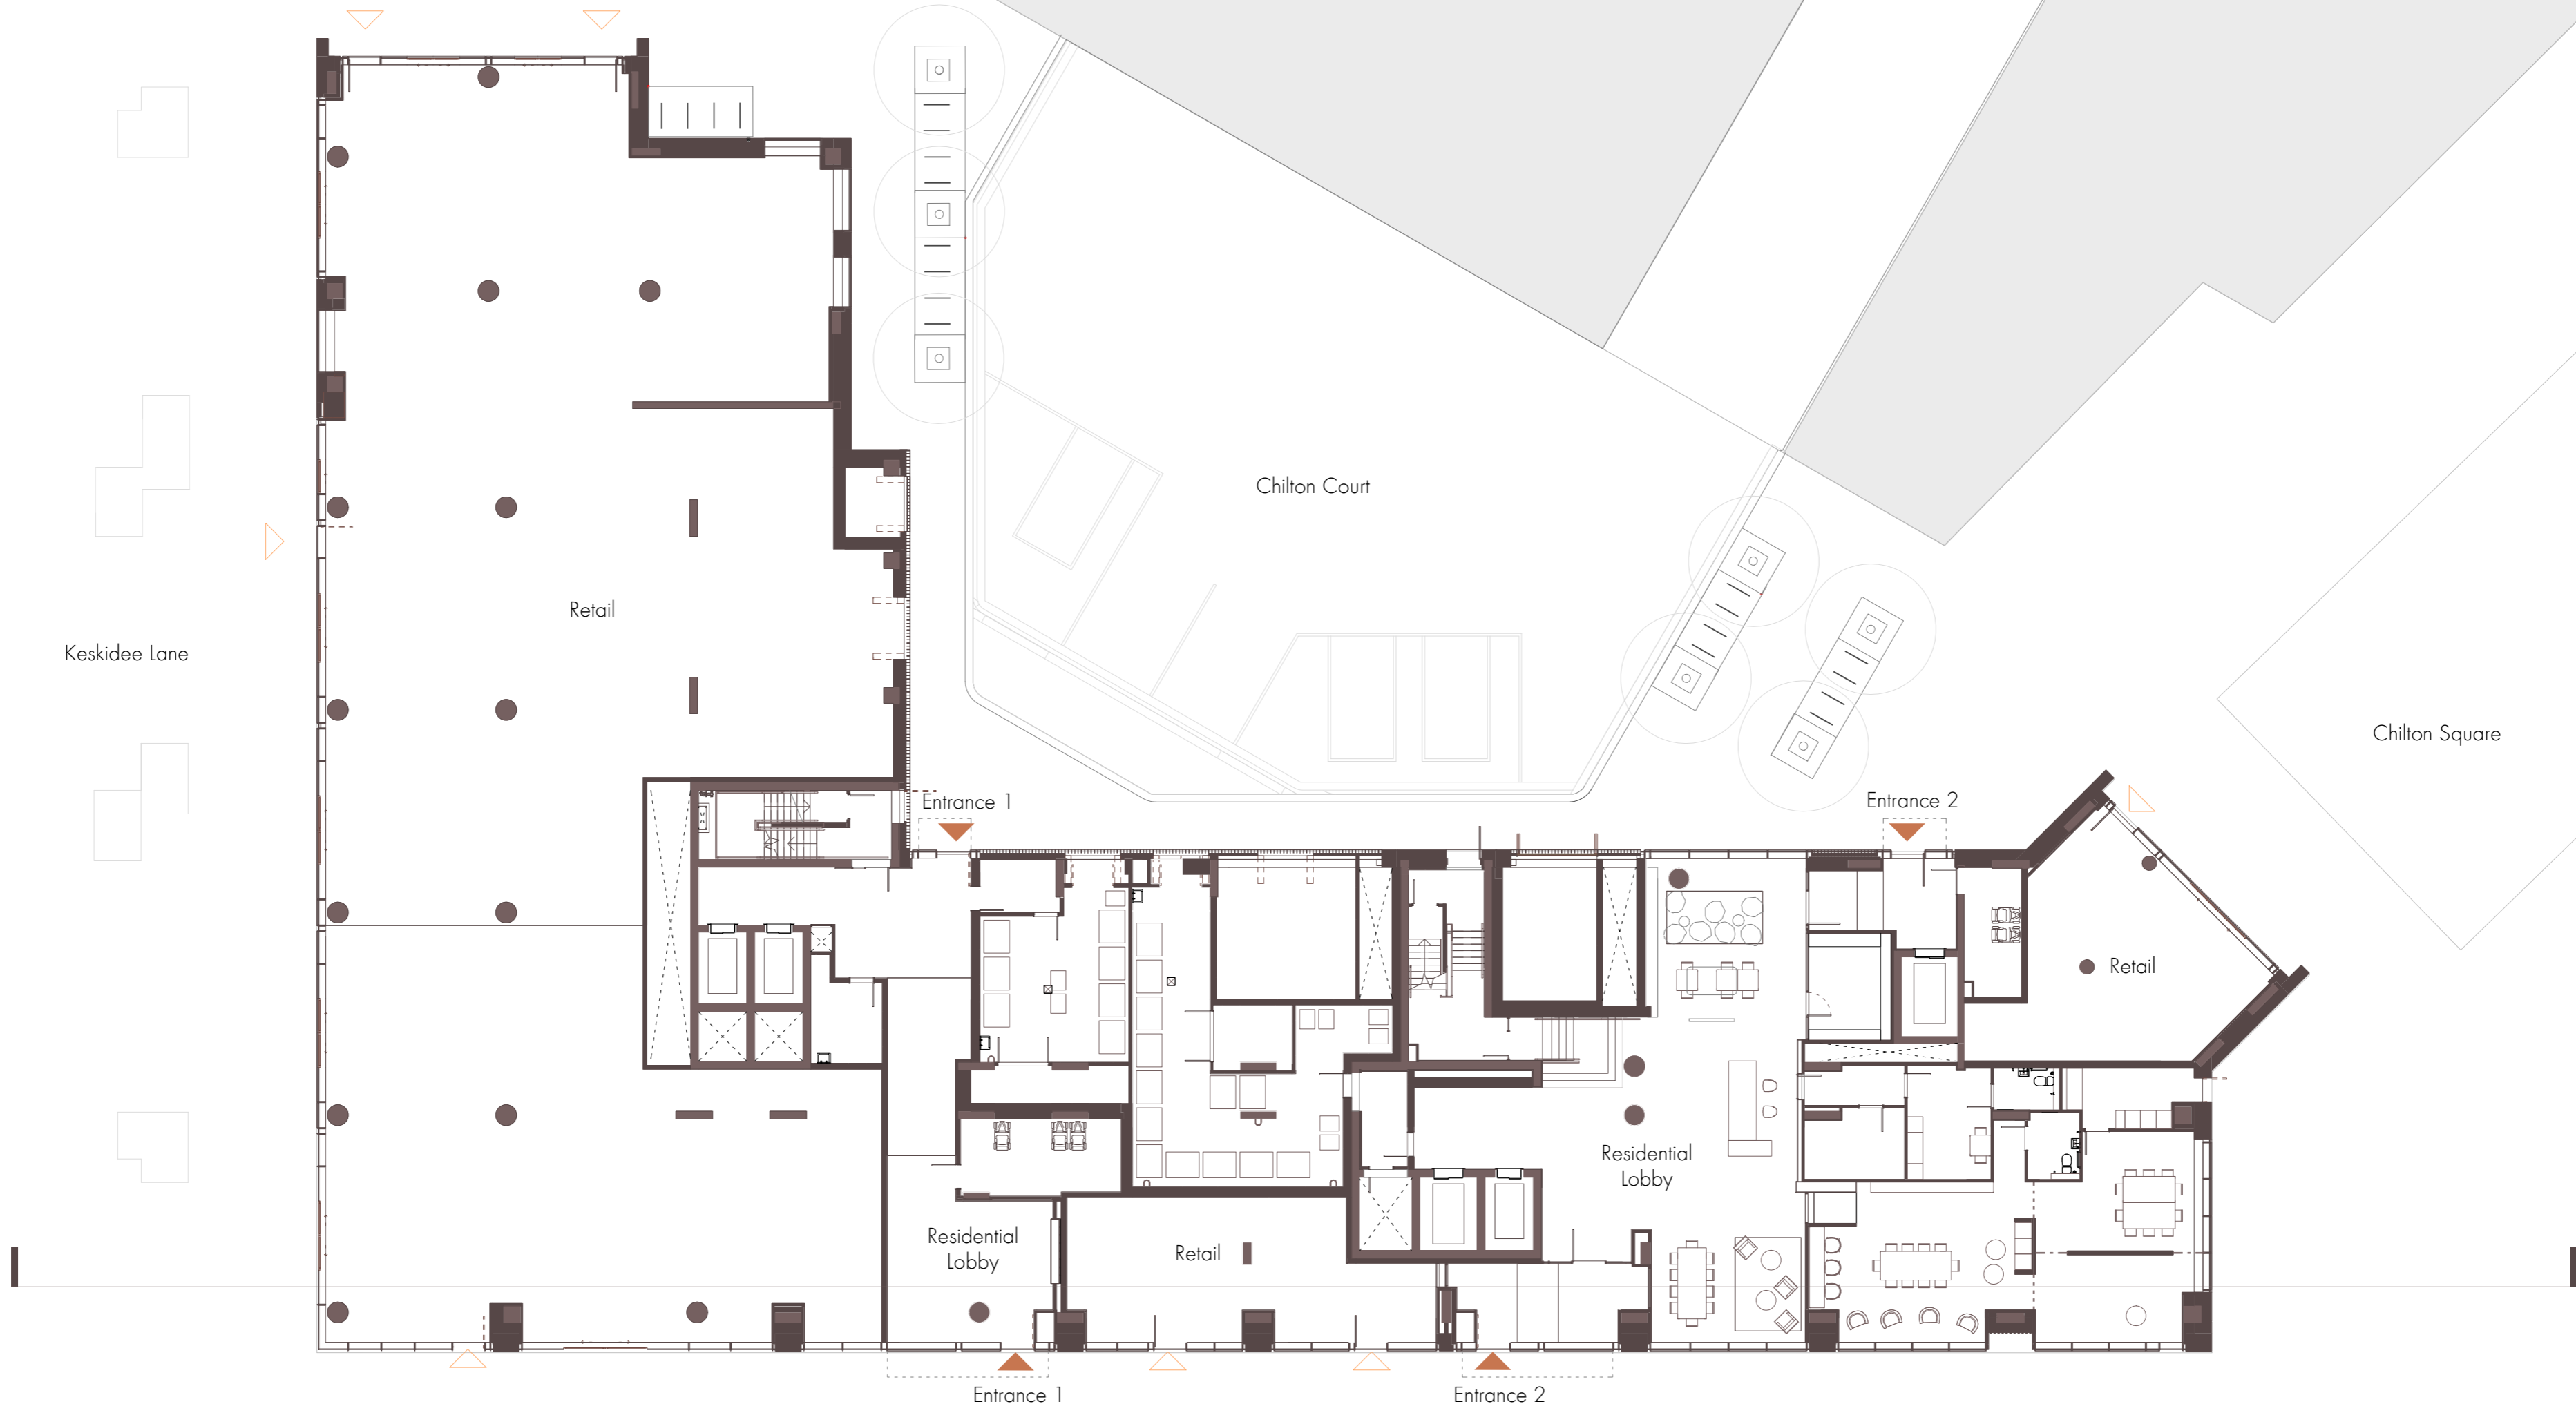 Chilton Court
Retail
Keskidee Lane
Chilton Square
Entrance 1
Entrance 2
Retail
Residential
Lobby
Residential
Lobby
Retail
Entrance 1
Entrance 2